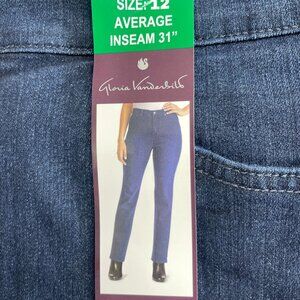 SIZE: 12
AVERAGE
INSEAM 31”
Gloria Vanderbilt